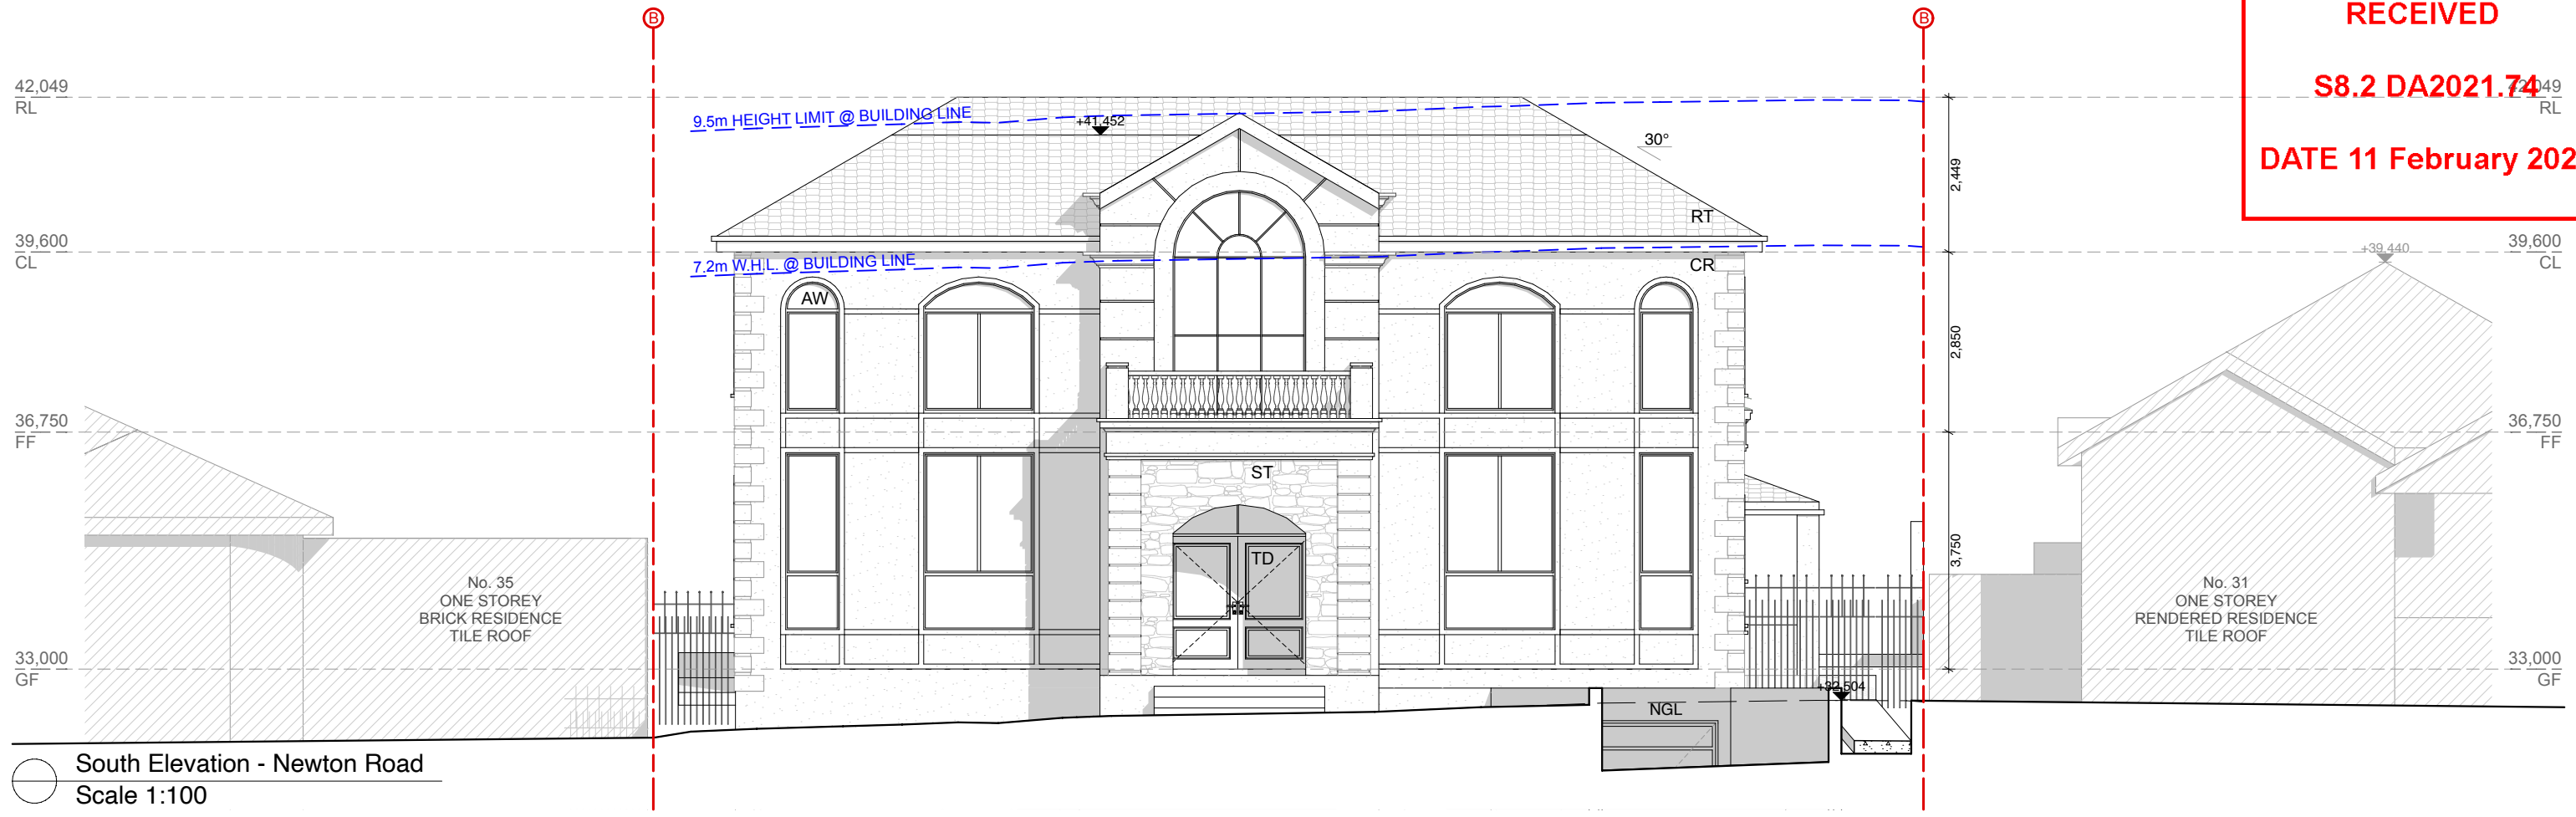 B
B
RECEIVED
S8.2 DA2021.74
DATE 11 February 202
42,049
RL
42,049
RL
9.5m HEIGHT LIMIT @ BUILDING LINE
+41,452
30°
2,449
RT
39,600
CL
39,600
CL
+39,440
7.2m W.H.L. @ BUILDING LINE
CR
AW
2,850
36,750
FF
36,750
FF
ST
TD
3,750
No. 35
ONE STOREY
BRICK RESIDENCE
TILE ROOF
No. 31
ONE STOREY
RENDERED RESIDENCE
TILE ROOF
33,000
GF
33,000
GF
+32,504
NGL
South Elevation - Newton Road
Scale 1:100